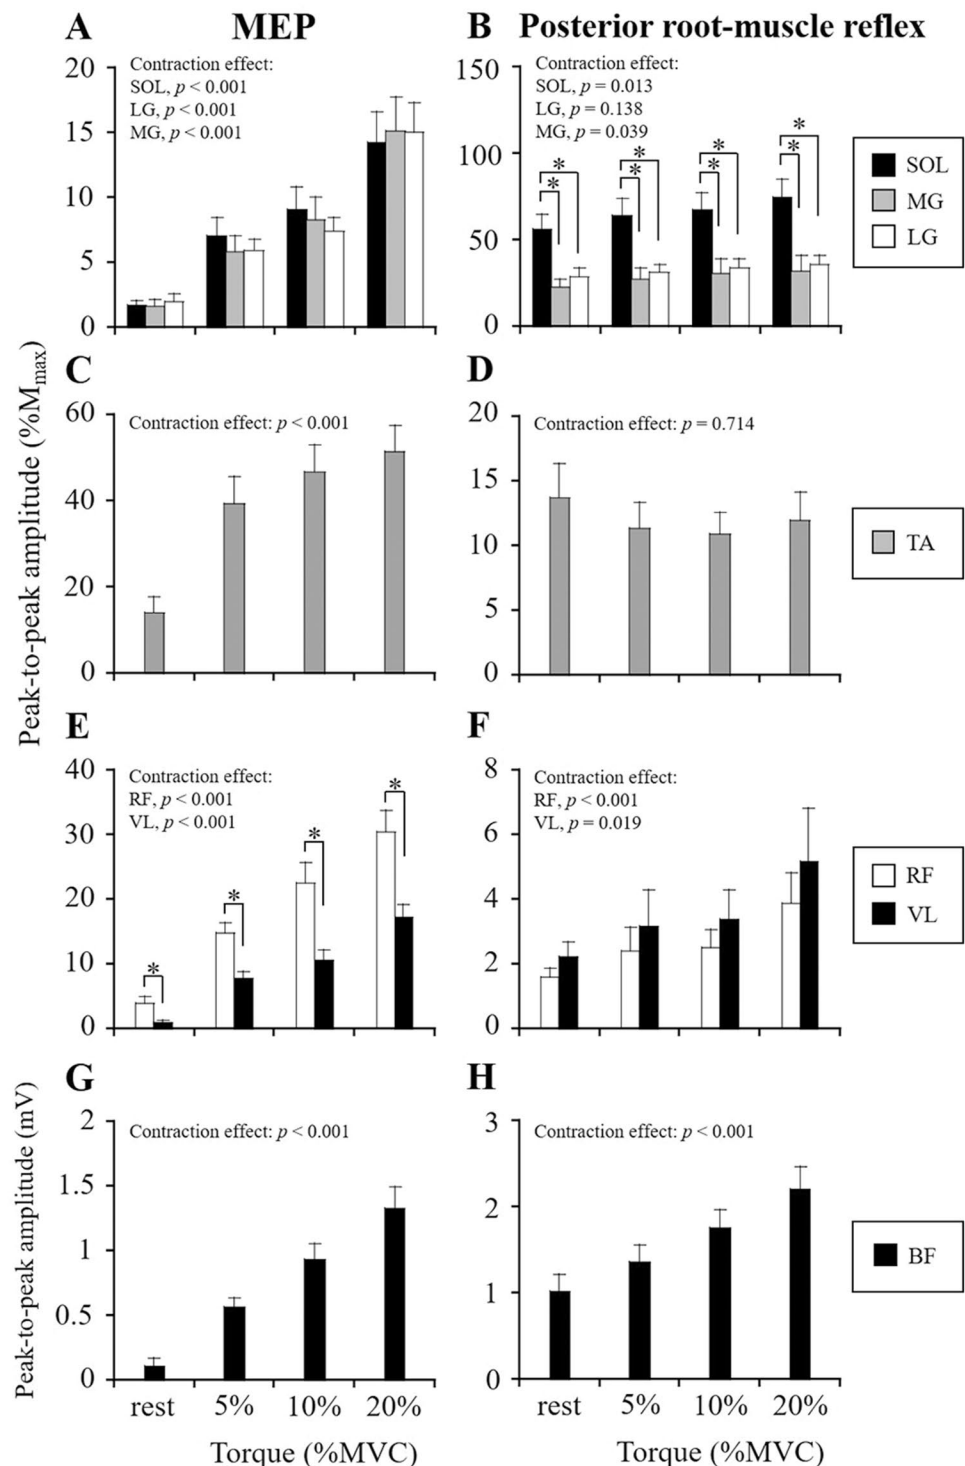 A MEP
B Posterior root-muscle reflex
Contraction effect:
SOL, p < 0.001
LG, p < 0.001
MG, p < 0.001
20
15
10
5
0
Contraction effect:
SOL, p = 0.013
LG, p = 0.138
MG, p = 0.039
150
100
50
0
* * * * * * * *
SOL
MG
LG
Peak-to-peak amplitude (%Mmax)
C
Contraction effect: p < 0.001
60
40
20
0
D
Contraction effect: p = 0.714
20
15
10
5
0
TA
E
Contraction effect:
RF, p < 0.001
VL, p < 0.001
40
30
20
10
0
* * * *
F
Contraction effect:
RF, p < 0.001
VL, p = 0.019
8
6
4
2
0
RF
VL
Peak-to-peak amplitude (mV)
G
Contraction effect: p < 0.001
2
1.5
1
0.5
0
rest 5% 10% 20%
Torque (%MVC)
H
Contraction effect: p < 0.001
3
2
1
0
rest 5% 10% 20%
Torque (%MVC)
BF